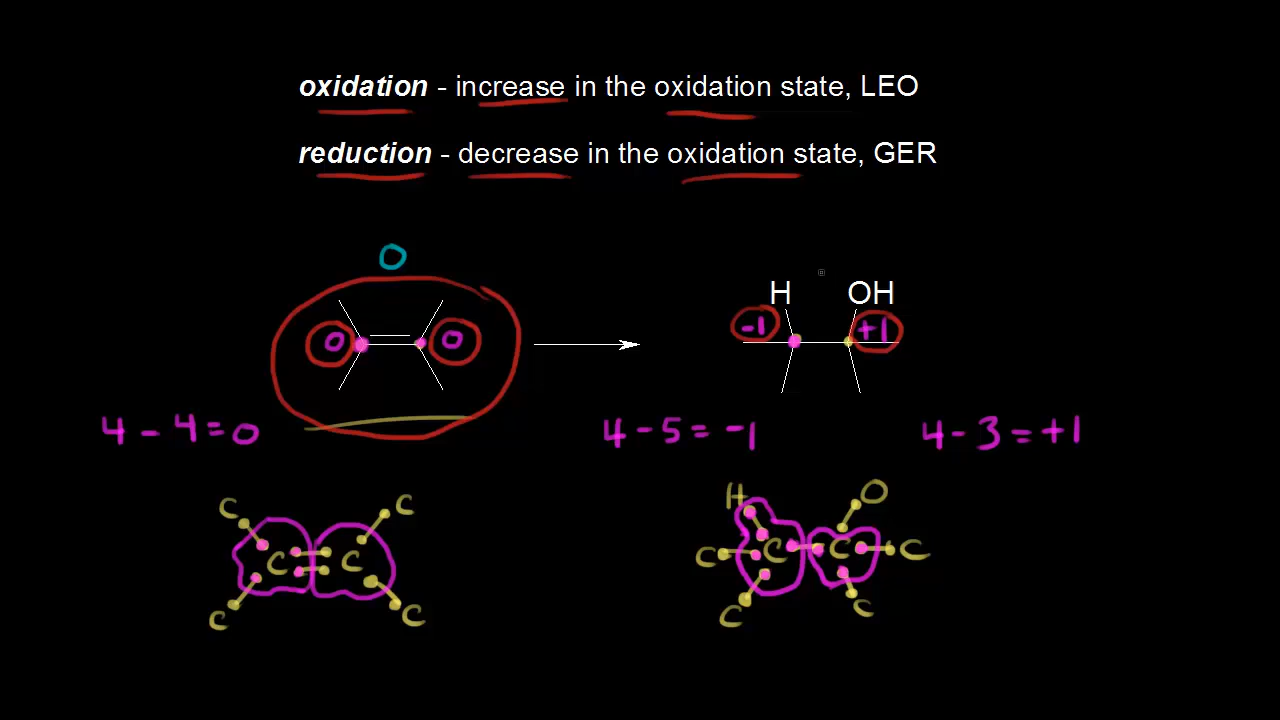 oxidation - increase in the oxidation state, LEO
reduction - decrease in the oxidation state, GER
0
H OH
0 0 -1 +1
4 - 4 = 0 4 - 5 = -1 4 - 3 = +1
C C H O
C C C C C C
C C C C